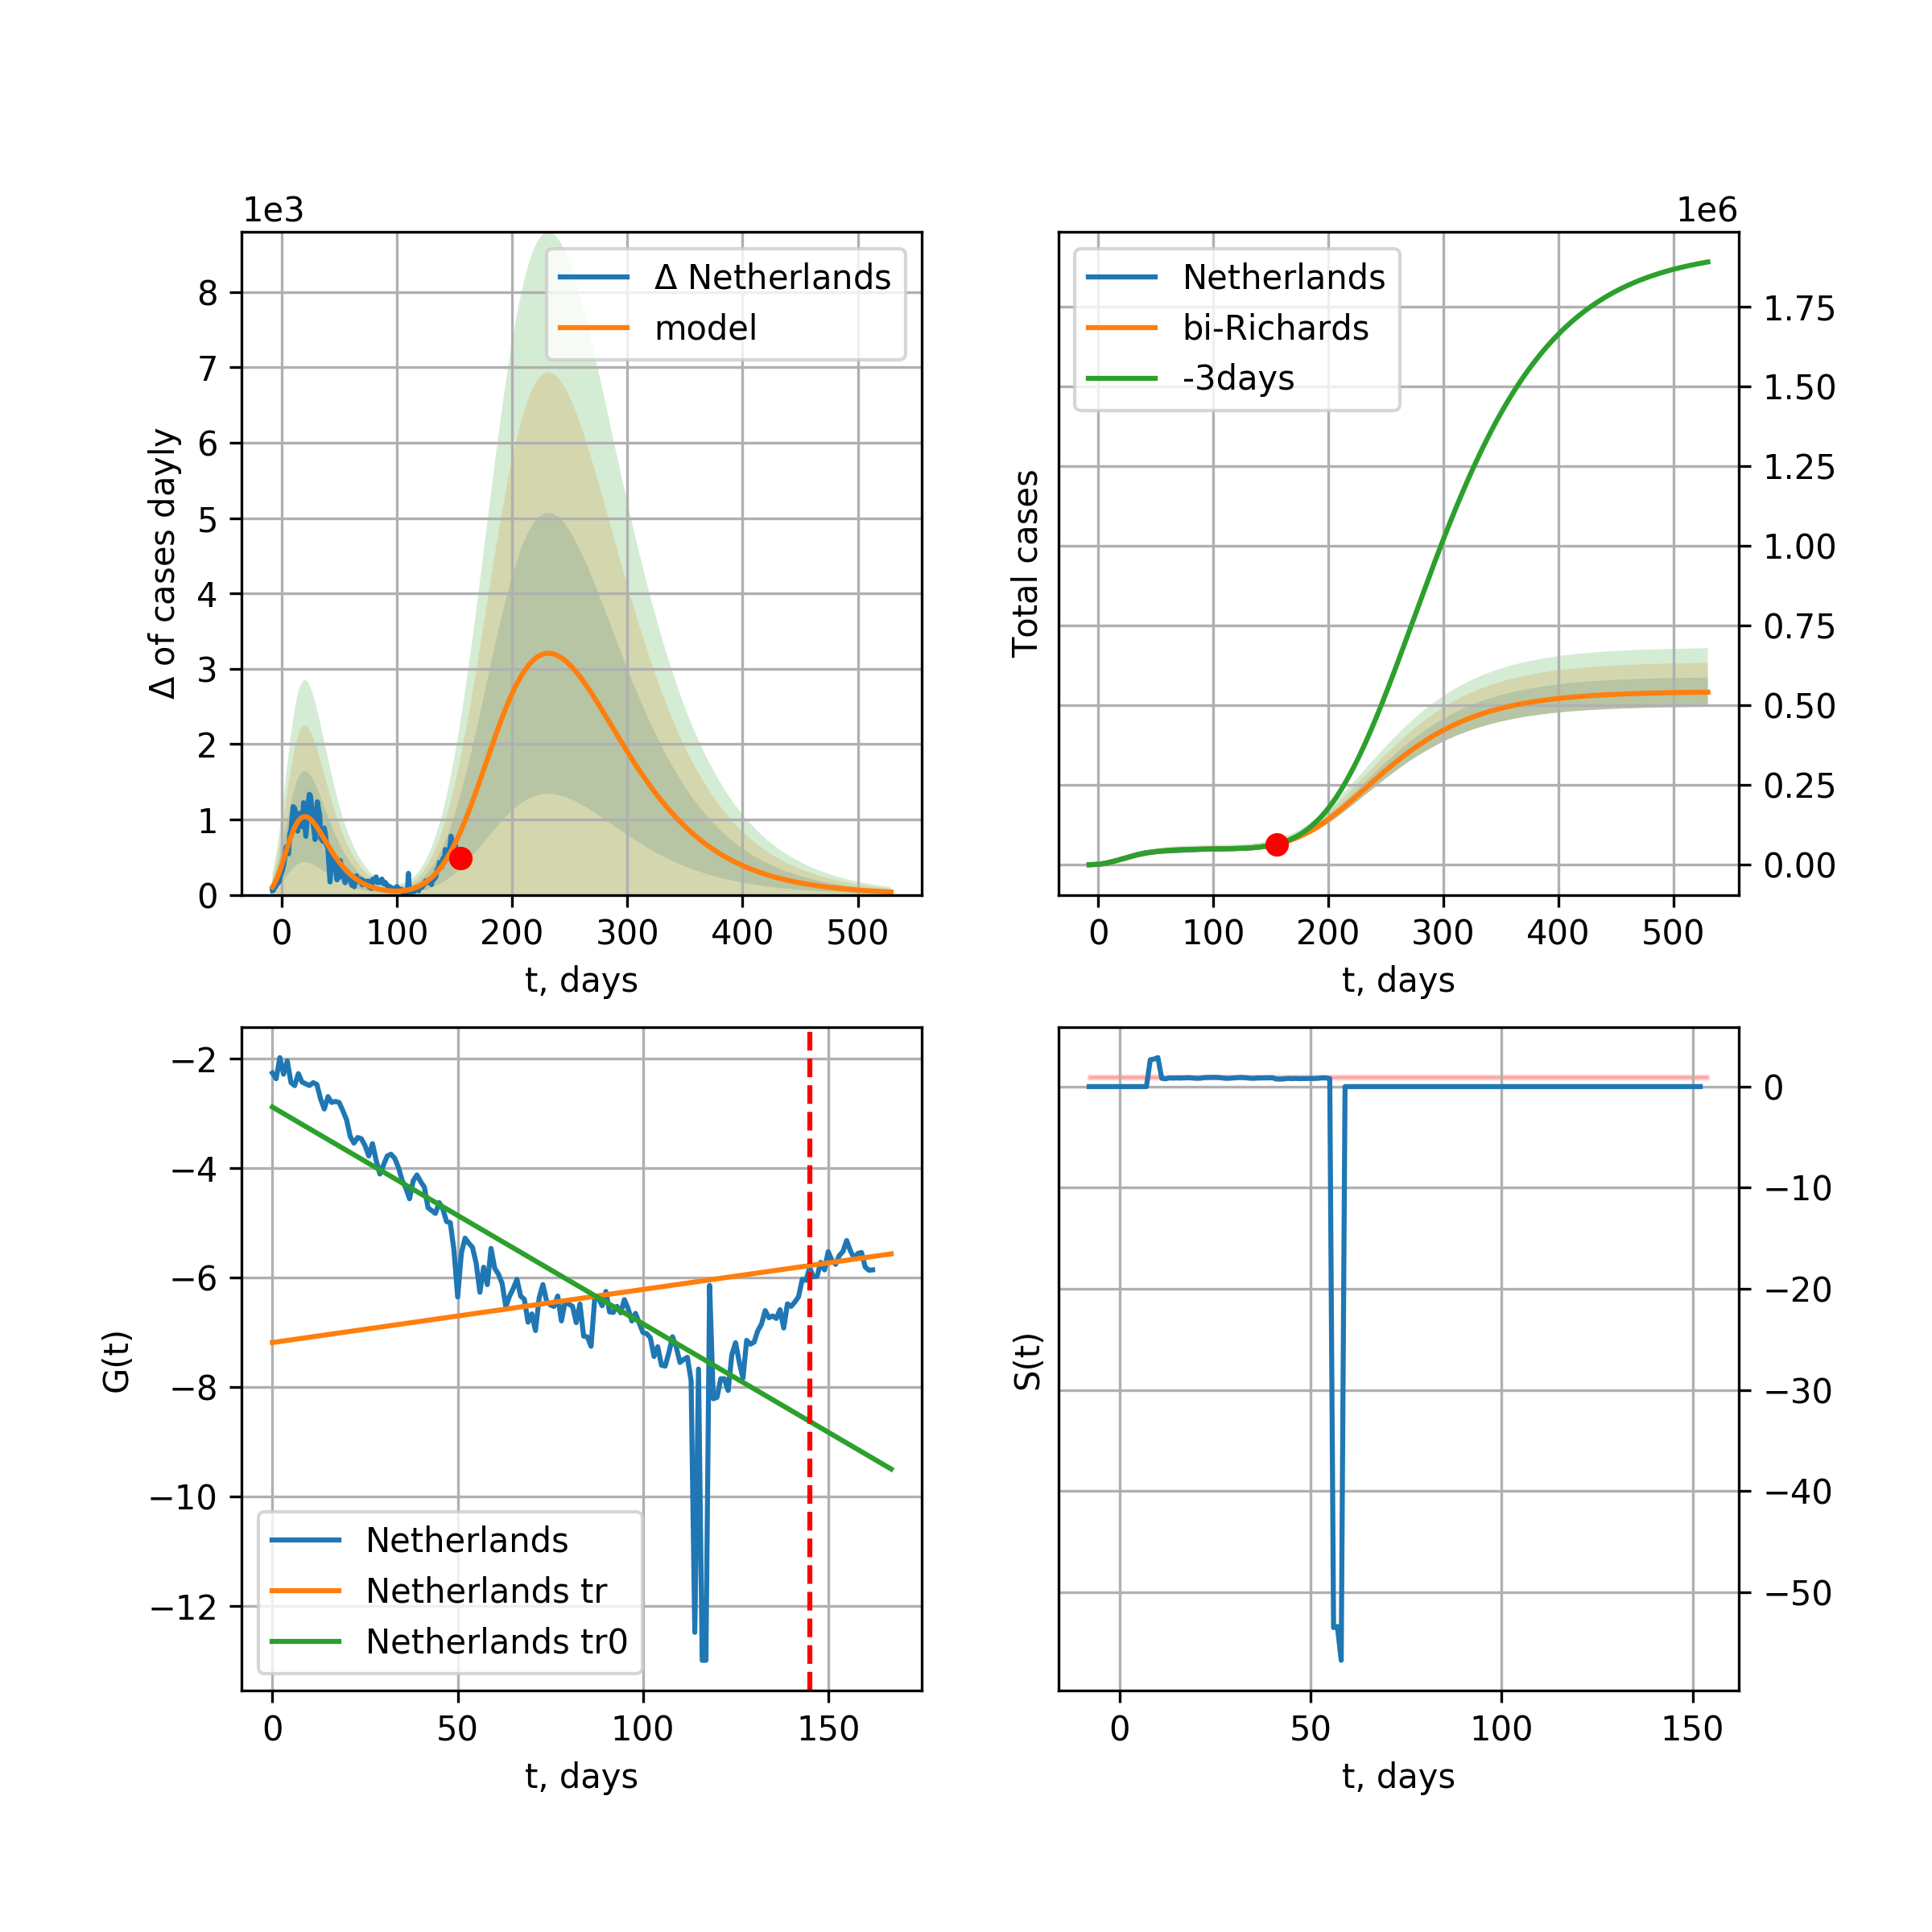 1e3
Δ of cases dayly
8
7
6
5
4
3
2
1
0
Δ Netherlands
model
0 100 200 300 400 500
t, days
1e6
Total cases
Netherlands
bi-Richards
-3days
1.75
1.50
1.25
1.00
0.75
0.50
0.25
0.00
0 100 200 300 400 500
t, days
G(t)
−2
−4
−6
−8
−10
−12
Netherlands
Netherlands tr
Netherlands tr0
0 50 100 150
t, days
S(t)
0
−10
−20
−30
−40
−50
0 50 100 150
t, days